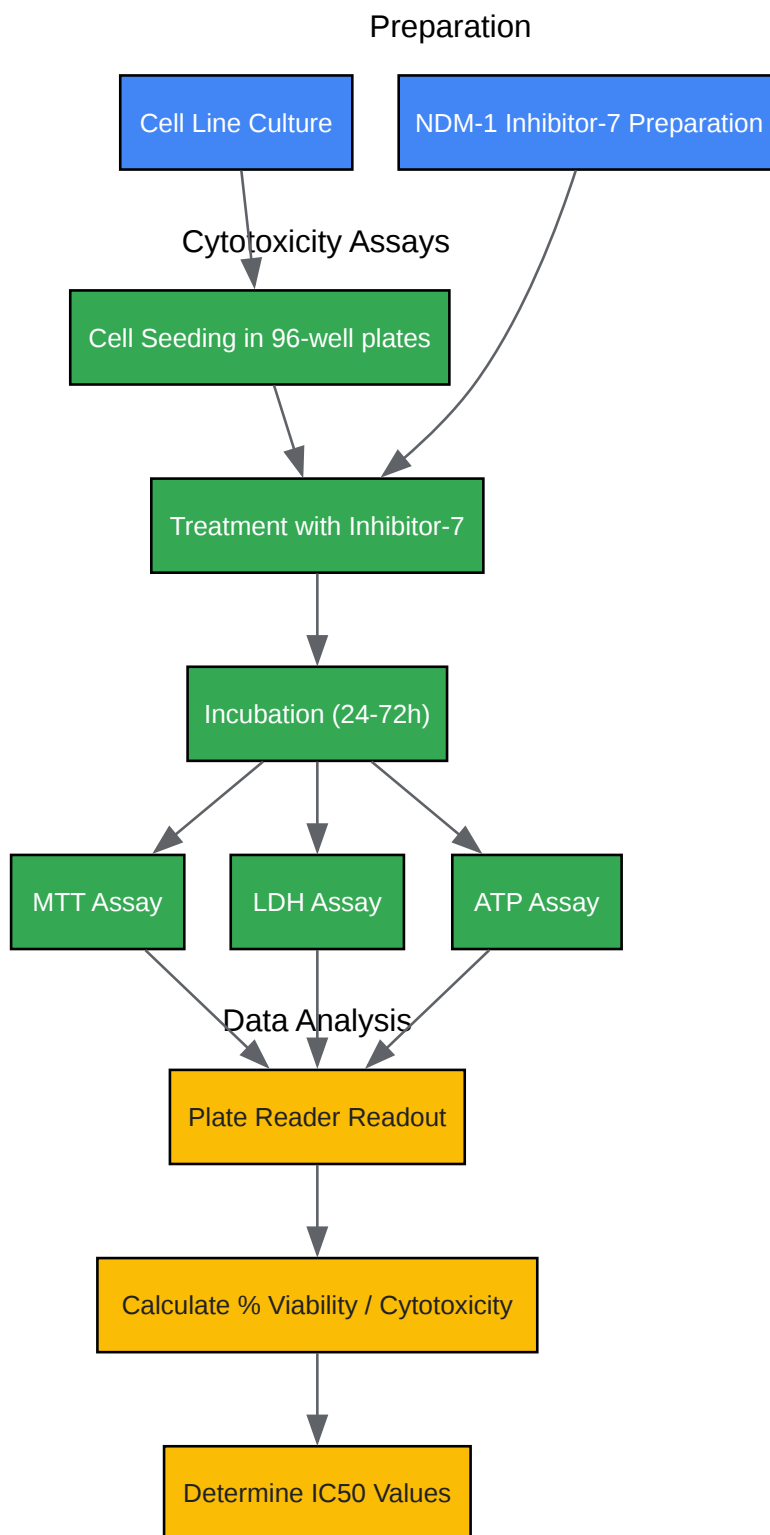 Preparation
Cell Line Culture
NDM-1 Inhibitor-7 Preparation
Cytotoxicity Assays
Cell Seeding in 96-well plates
Treatment with Inhibitor-7
Incubation (24-72h)
MTT Assay
LDH Assay
ATP Assay
Data Analysis
Plate Reader Readout
Calculate % Viability / Cytotoxicity
Determine IC50 Values